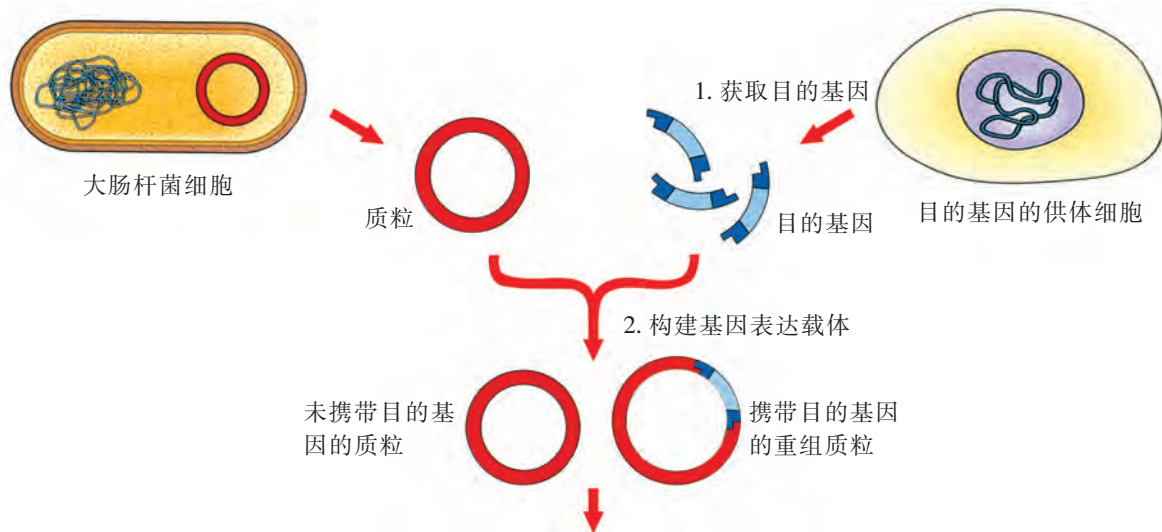 1. 获取目的基因
大肠杆菌细胞
质粒
目的基因
目的基因的供体细胞
2. 构建基因表达载体
未携带目的基
因的质粒
携带目的基因
的重组质粒